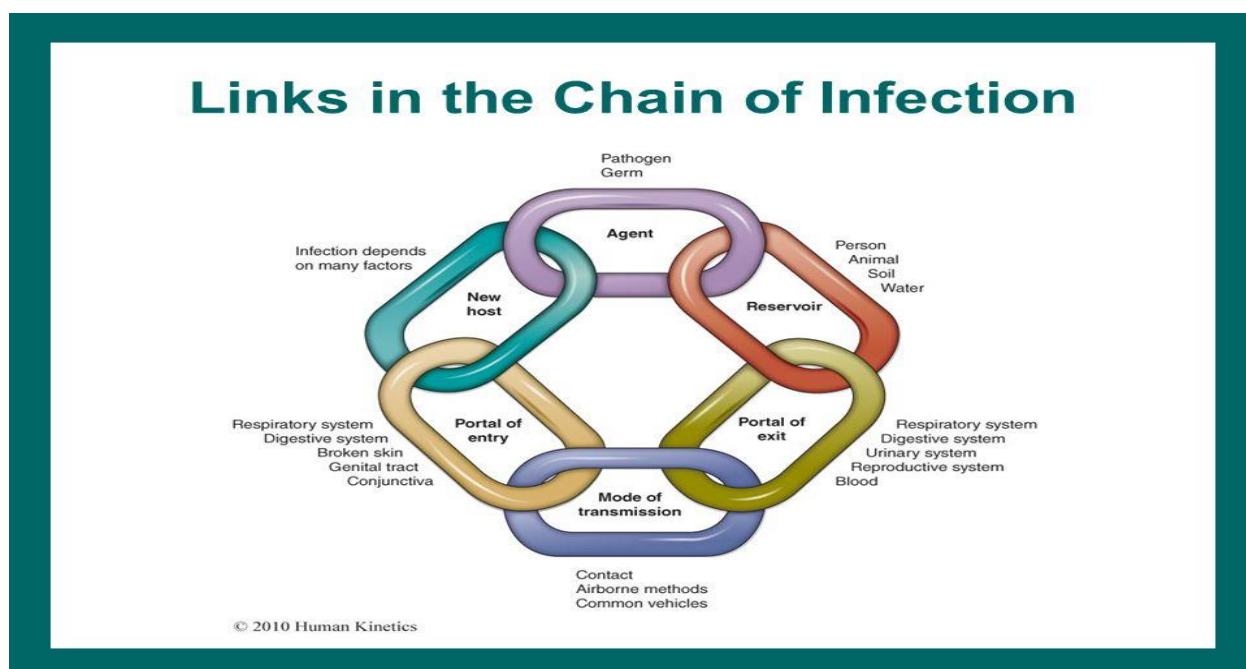 Links in the Chain of Infection
Pathogen
Germ
Agent
Person
Animal
Soil
Water
Reservoir
Respiratory system
Digestive system
Urinary system
Reproductive system
Blood
Portal of
exit
Mode of
transmission
Contact
Airborne methods
Common vehicles
Portal of
entry
Respiratory system
Digestive system
Broken skin
Genital tract
Conjunctiva
New
host
Infection depends
on many factors
© 2010 Human Kinetics